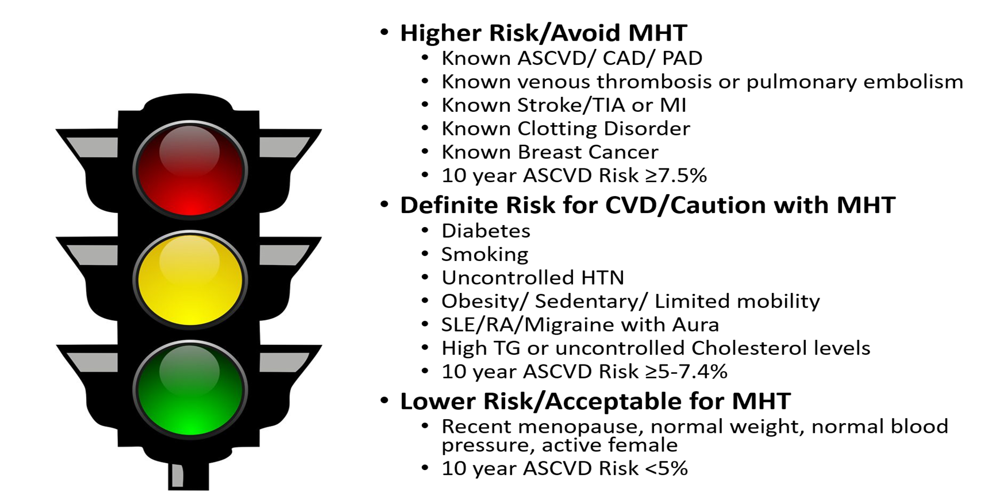 • Higher Risk/Avoid MHT
• Known ASCVD/ CAD/ PAD
• Known venous thrombosis or pulmonary embolism
• Known Stroke/TIA or MI
• Known Clotting Disorder
• Known Breast Cancer
• 10 year ASCVD Risk ≥7.5%
• Definite Risk for CVD/Caution with MHT
• Diabetes
• Smoking
• Uncontrolled HTN
• Obesity/ Sedentary/ Limited mobility
• SLE/RA/Migraine with Aura
• High TG or uncontrolled Cholesterol levels
• 10 year ASCVD Risk ≥5-7.4%
• Lower Risk/Acceptable for MHT
• Recent menopause, normal weight, normal blood
pressure, active female
• 10 year ASCVD Risk <5%